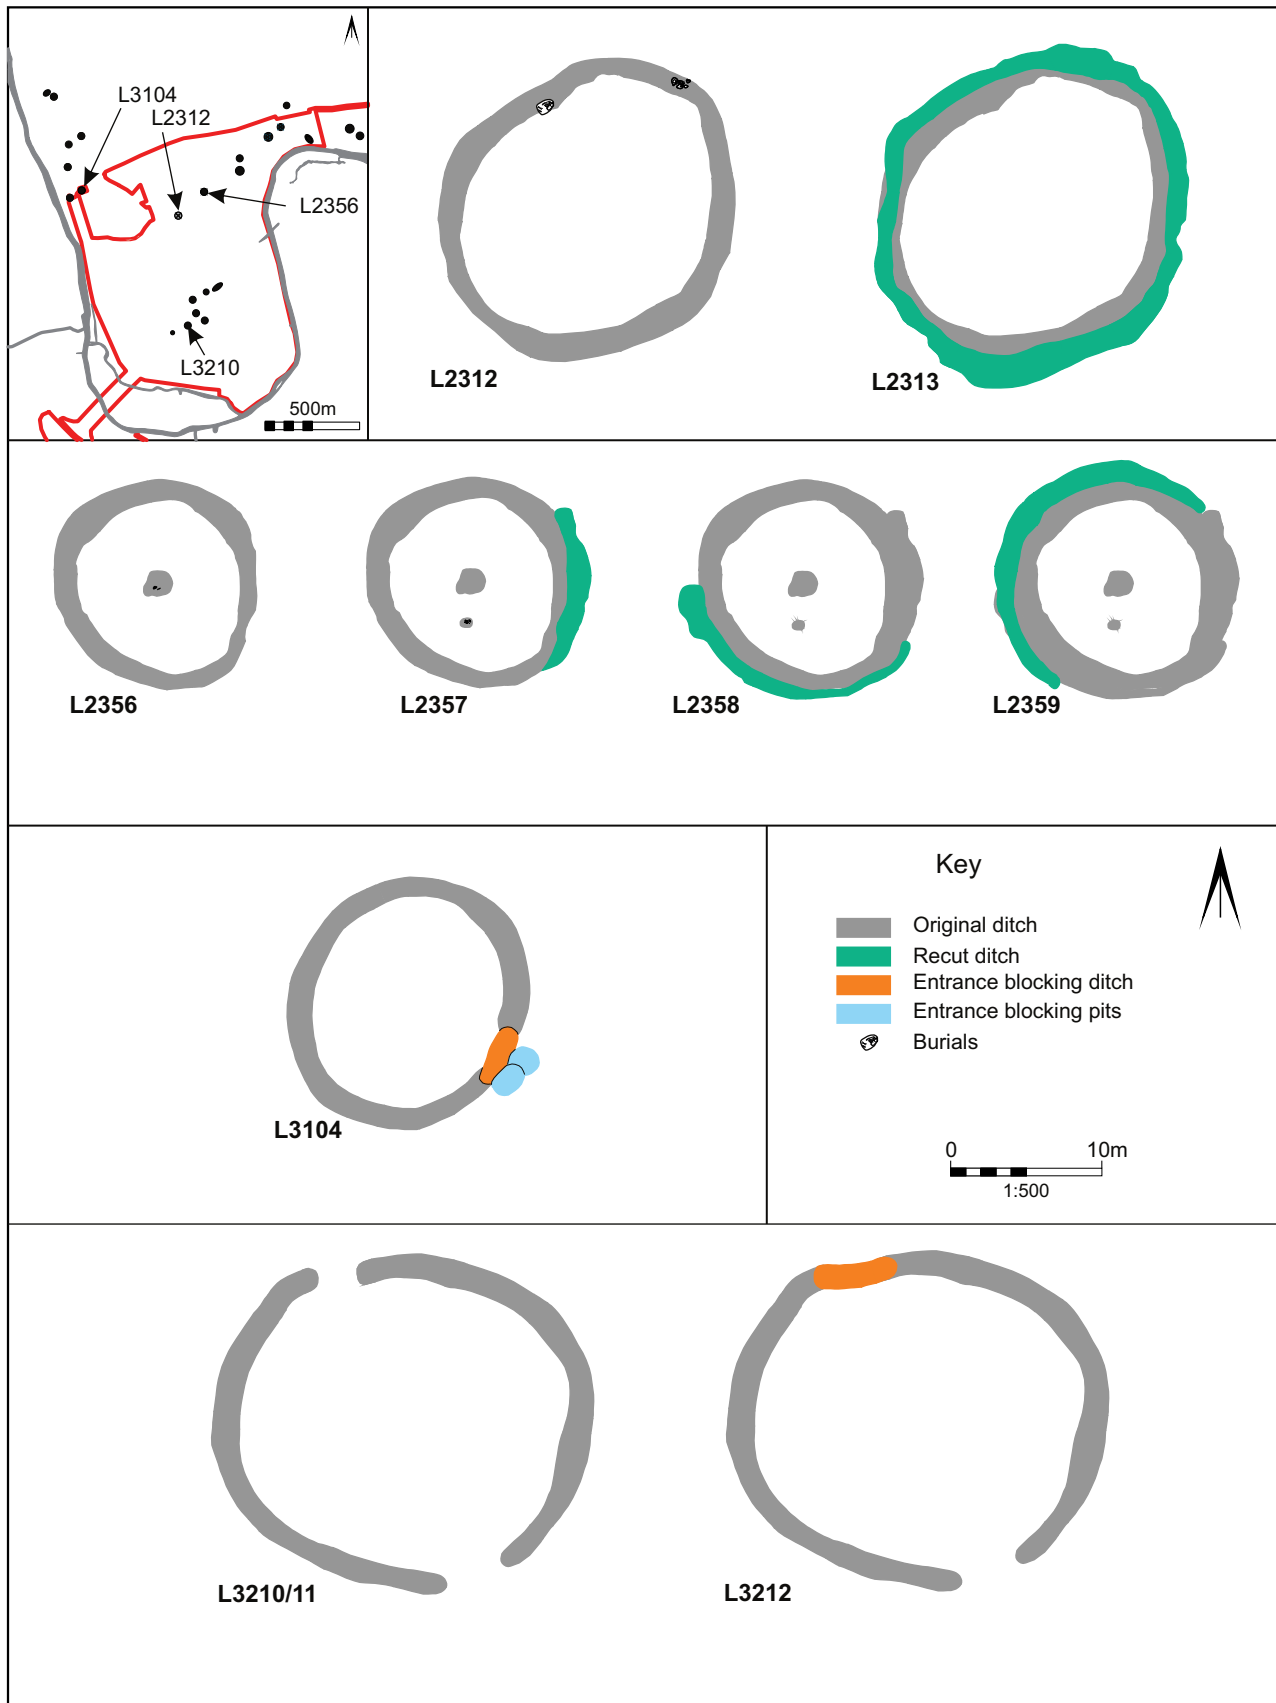 L3104
L2312
L2356
L3210
500m
L2312
L2313
L2356
L2357
L2358
L2359
L3104
Key
Original ditch
Recut ditch
Entrance blocking ditch
Entrance blocking pits
Burials
0 10m
1:500
L3210/11
L3212